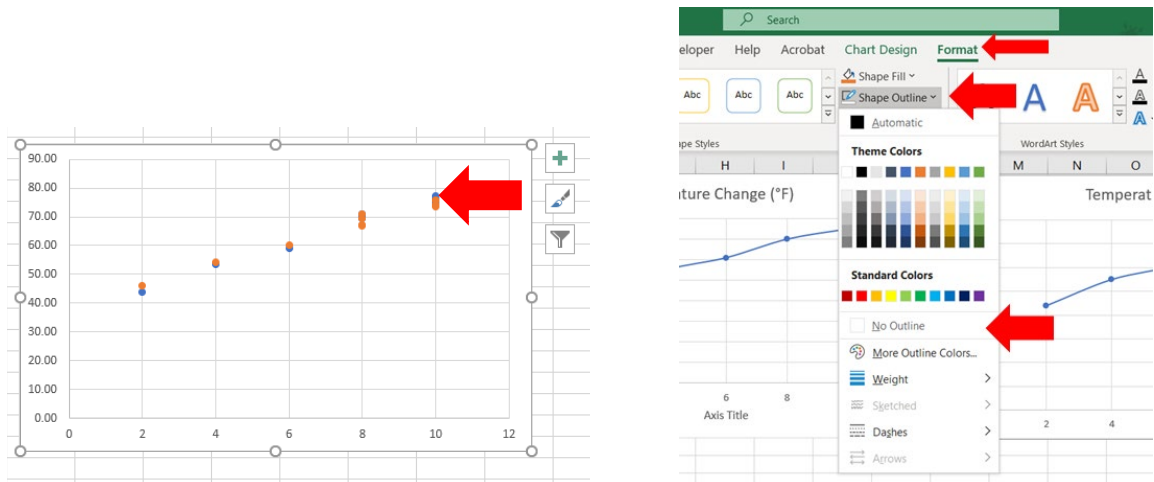 90.00
80.00
70.00
60.00
50.00
40.00
30.00
20.00
10.00
0.00
0 2 4 6 8 10 12
Search
eloper Help Acrobat Chart Design Format
Abc Abc Abc
Shape Fill
Shape Outline
A A A
A
A
Automatic
ape Styles
WordArt Styles
Theme Colors
H I M N O
ture Change (°F)
Temperat
Standard Colors
No Outline
More Outline Colors...
Weight
Sketched
Dashes
Arrows
6 8
Axis Title
2 4